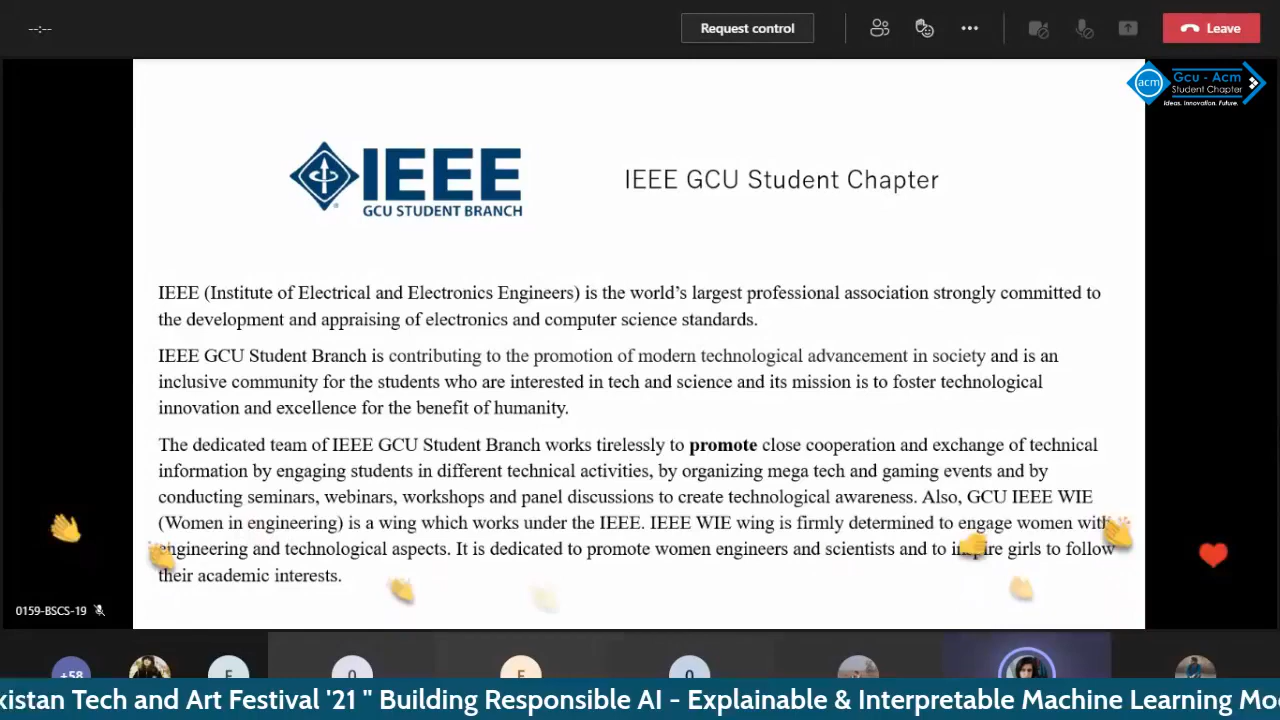 --:--
Request control
Leave
acm
Gcu - Acm
Student Chapter
Ideas. Innovation. Future.
IEEE
GCU STUDENT BRANCH
IEEE GCU Student Chapter
IEEE (Institute of Electrical and Electronics Engineers) is the world's largest professional association strongly committed to
the development and appraising of electronics and computer science standards.
IEEE GCU Student Branch is contributing to the promotion of modern technological advancement in society and is an
inclusive community for the students who are interested in tech and science and its mission is to foster technological
innovation and excellence for the benefit of humanity.
The dedicated team of IEEE GCU Student Branch works tirelessly to promote close cooperation and exchange of technical
information by engaging students in different technical activities, by organizing mega tech and gaming events and by
conducting seminars, webinars, workshops and panel discussions to create technological awareness. Also, GCU IEEE WIE
(Women in engineering) is a wing which works under the IEEE. IEEE WIE wing is firmly determined to engage women with
engineering and technological aspects. It is dedicated to promote women engineers and scientists and to inspire girls to follow
their academic interests.
0159-BSCS-19
+58
kistan Tech and Art Festival '21 " Building Responsible AI - Explainable & Interpretable Machine Learning Mo